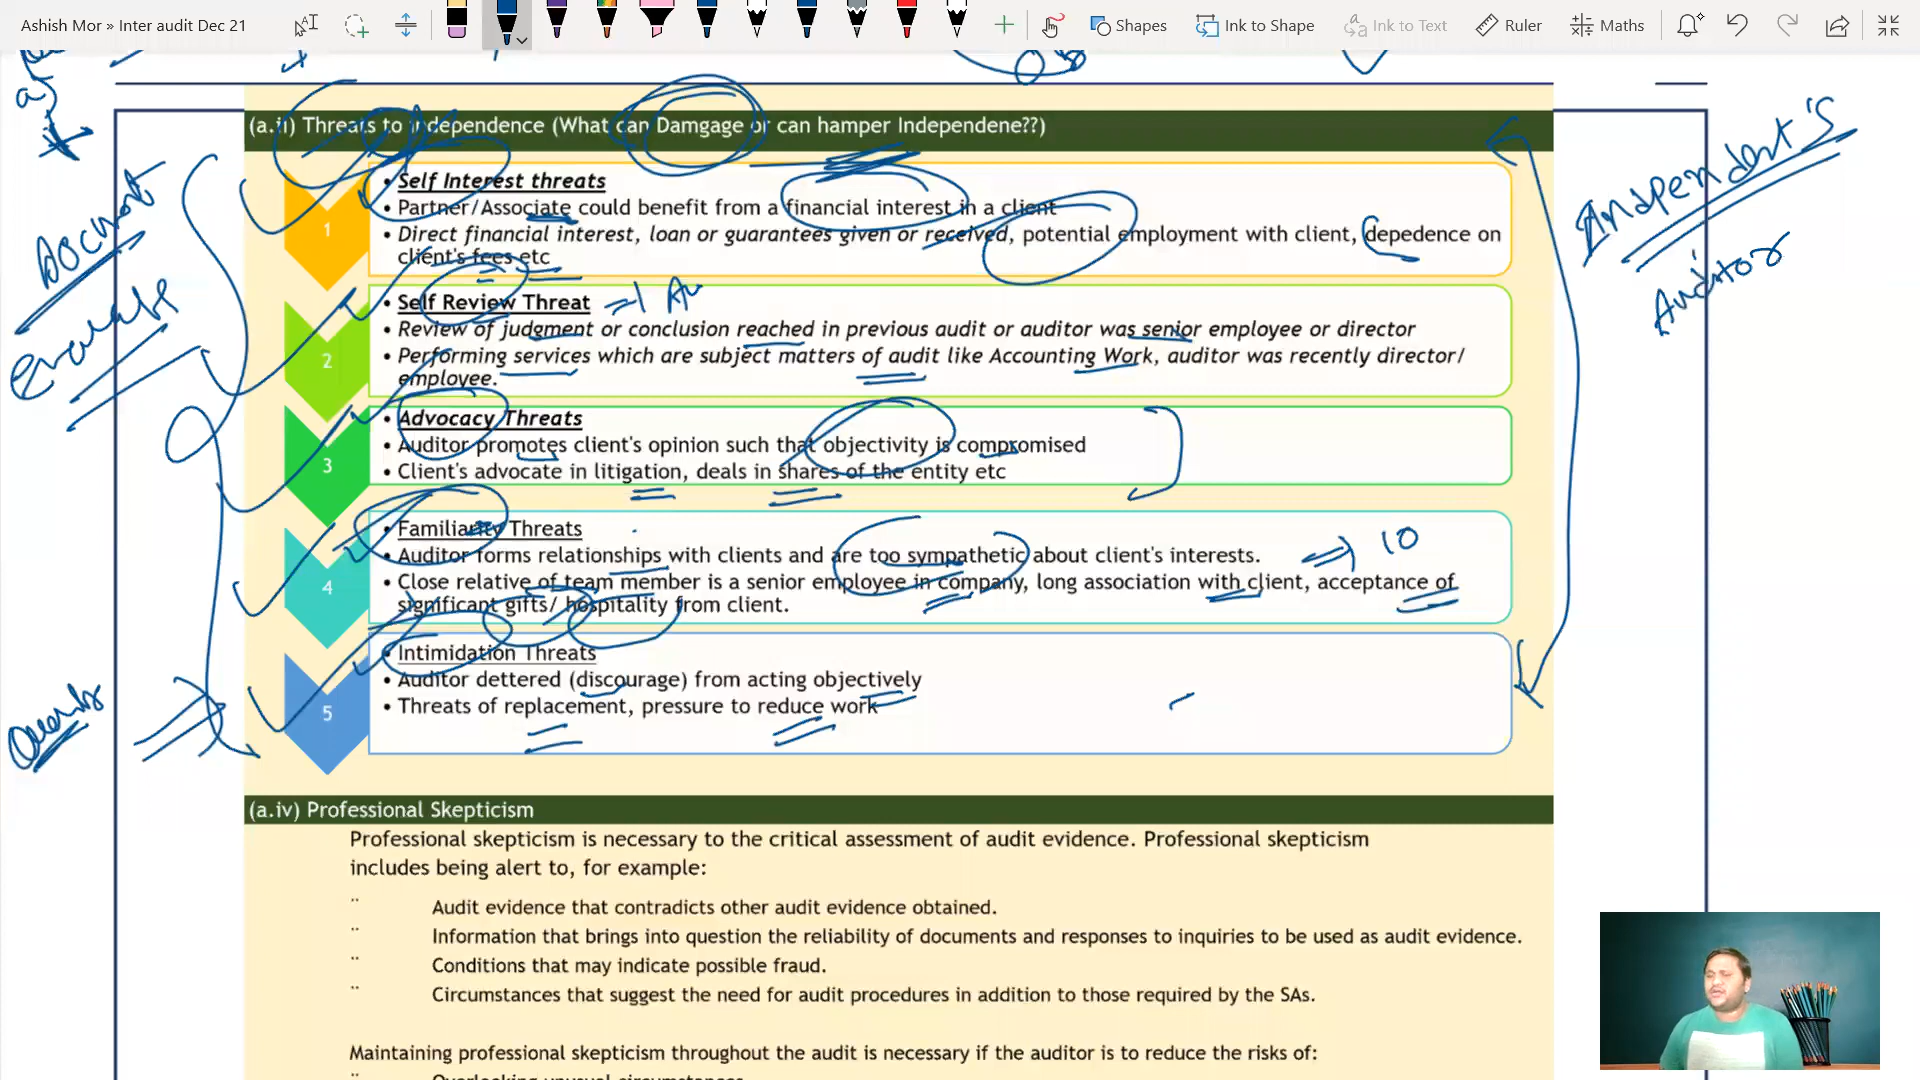 Ashish Mor » Inter audit Dec 21
Shapes
Ink to Shape
Ink to Text
Ruler
Maths
(a.ii) Threats to independence (What can Damgage or can hamper Independene??)
1
• Self Interest threats
• Partner/Associate could benefit from a financial interest in a client
• Direct financial interest, loan or guarantees given or received, potential employment with client, depedence on
client's fees etc
2
• Self Review Threat
• Review of judgment or conclusion reached in previous audit or auditor was senior employee or director
• Performing services which are subject matters of audit like Accounting Work, auditor was recently director/
employee.
3
• Advocacy Threats
• Auditor promotes client's opinion such that objectivity is compromised
• Client's advocate in litigation, deals in shares of the entity etc
4
• Familiarity Threats
• Auditor forms relationships with clients and are too sympathetic about client's interests.
10
• Close relative of team member is a senior employee in company, long association with client, acceptance of
significant gifts/ hospitality from client.
5
• Intimidation Threats
• Auditor dettered (discourage) from acting objectively
• Threats of replacement, pressure to reduce work
Independent's
Auditor
Evaluate
(a.iv) Professional Skepticism
Professional skepticism is necessary to the critical assessment of audit evidence. Professional skepticism
includes being alert to, for example:
¨ Audit evidence that contradicts other audit evidence obtained.
¨ Information that brings into question the reliability of documents and responses to inquiries to be used as audit evidence.
¨ Conditions that may indicate possible fraud.
¨ Circumstances that suggest the need for audit procedures in addition to those required by the SAs.
Maintaining professional skepticism throughout the audit is necessary if the auditor is to reduce the risks of:
¨ Overlooking unusual circumstances